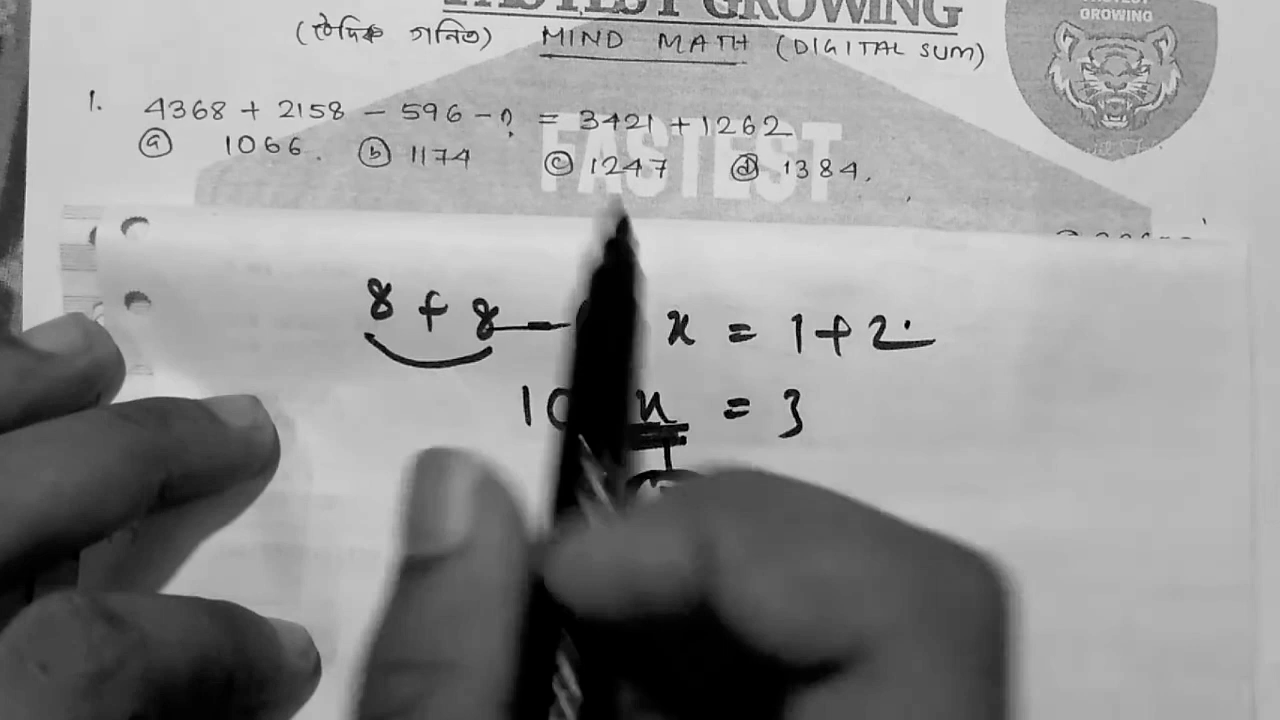 FASTEST GROWING
GROWING
(বৈদিক গনিত) MIND MATH (DIGITAL SUM)
1. 4368 + 2158 - 596 - ? = 3421 + 1262
(a) 1066. (b) 1174 (c) 1247 (d) 1384.
FASTEST
8 + 8 - x = 1 + 2
10 x = 3